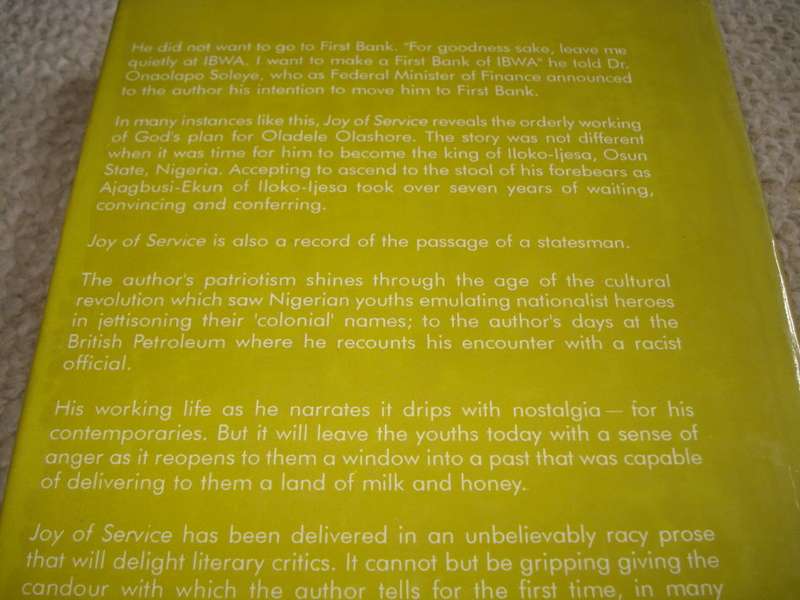 He did not want to go to First Bank. "For goodness sake, leave me
quietly at IBWA. I want to make a First Bank of IBWA" he told Dr.
Onaolapo Soleye, who as Federal Minister of Finance announced
to the author his intention to move him to First Bank.
In many instances like this, Joy of Service reveals the orderly working
of God's plan for Oladele Olashore. The story was not different
when it was time for him to become the king of Iloko-Ijesa, Osun
State, Nigeria. Accepting to ascend to the stool of his forebears as
Ajagbusi-Ekun of Iloko-Ijesa took over seven years of waiting,
convincing and conferring.
Joy of Service is also a record of the passage of a statesman.
The author's patriotism shines through the age of the cultural
revolution which saw Nigerian youths emulating nationalist heroes
in jettisoning their 'colonial' names; to the author's days at the
British Petroleum where he recounts his encounter with a racist
official.
His working life as he narrates it drips with nostalgia — for his
contemporaries. But it will leave the youths today with a sense of
anger as it reopens to them a window into a past that was capable
of delivering to them a land of milk and honey.
Joy of Service has been delivered in an unbelievably racy prose
that will delight literary critics. It cannot but be gripping giving the
candour with which the author tells for the first time, in many